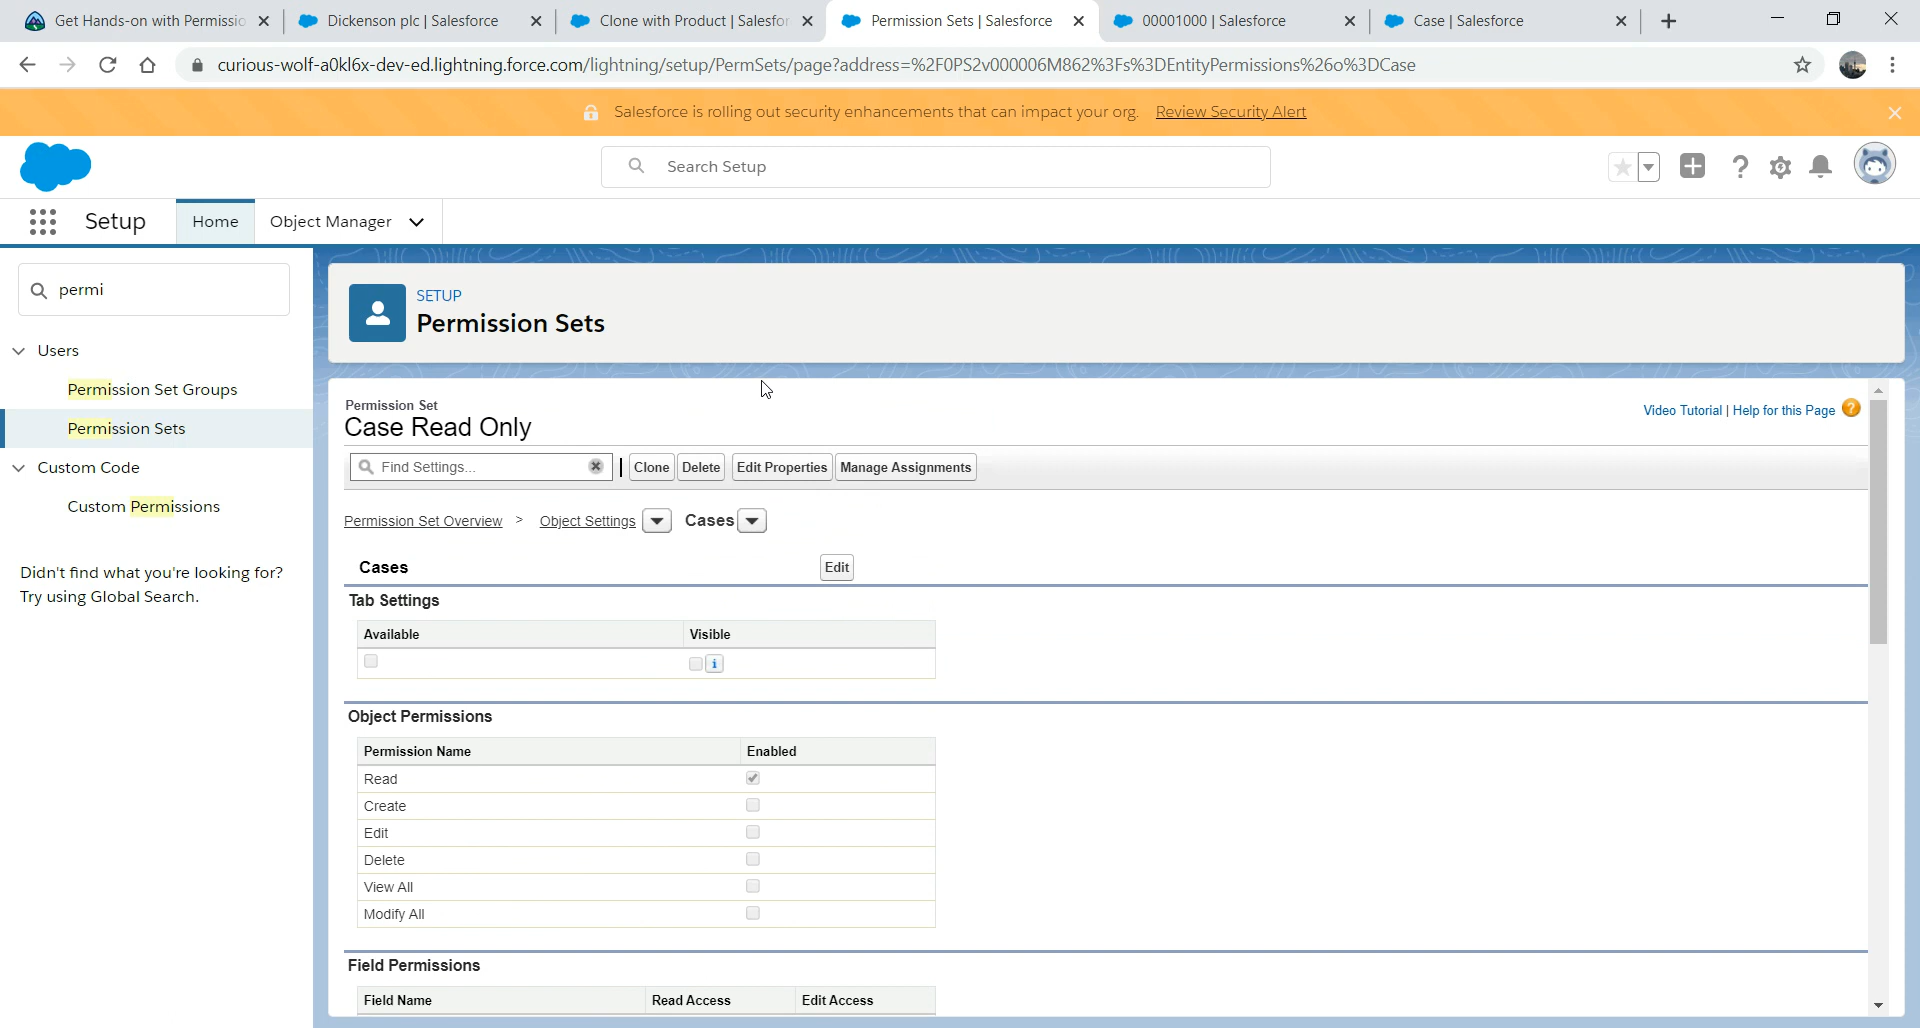 Get Hands-on with Permissio
Dickenson plc | Salesforce
Clone with Product | Salesfor
Permission Sets | Salesforce
00001000 | Salesforce
Case | Salesforce
curious-wolf-a0kl6x-dev-ed.lightning.force.com/lightning/setup/PermSets/page?address=%2F0PS2v000006M862%3Fs%3DEntityPermissions%26o%3DCase
Salesforce is rolling out security enhancements that can impact your org. Review Security Alert
Search Setup
Setup
Home
Object Manager
permi
Users
Permission Set Groups
Permission Sets
Custom Code
Custom Permissions
Didn't find what you're looking for?
Try using Global Search.
SETUP
Permission Sets
Permission Set
Case Read Only
Video Tutorial | Help for this Page
Find Settings...
Clone
Delete
Edit Properties
Manage Assignments
Permission Set Overview > Object Settings Cases
Cases
Edit
Tab Settings
Available Visible
Object Permissions
Permission Name Enabled
Read
Create
Edit
Delete
View All
Modify All
Field Permissions
Field Name Read Access Edit Access